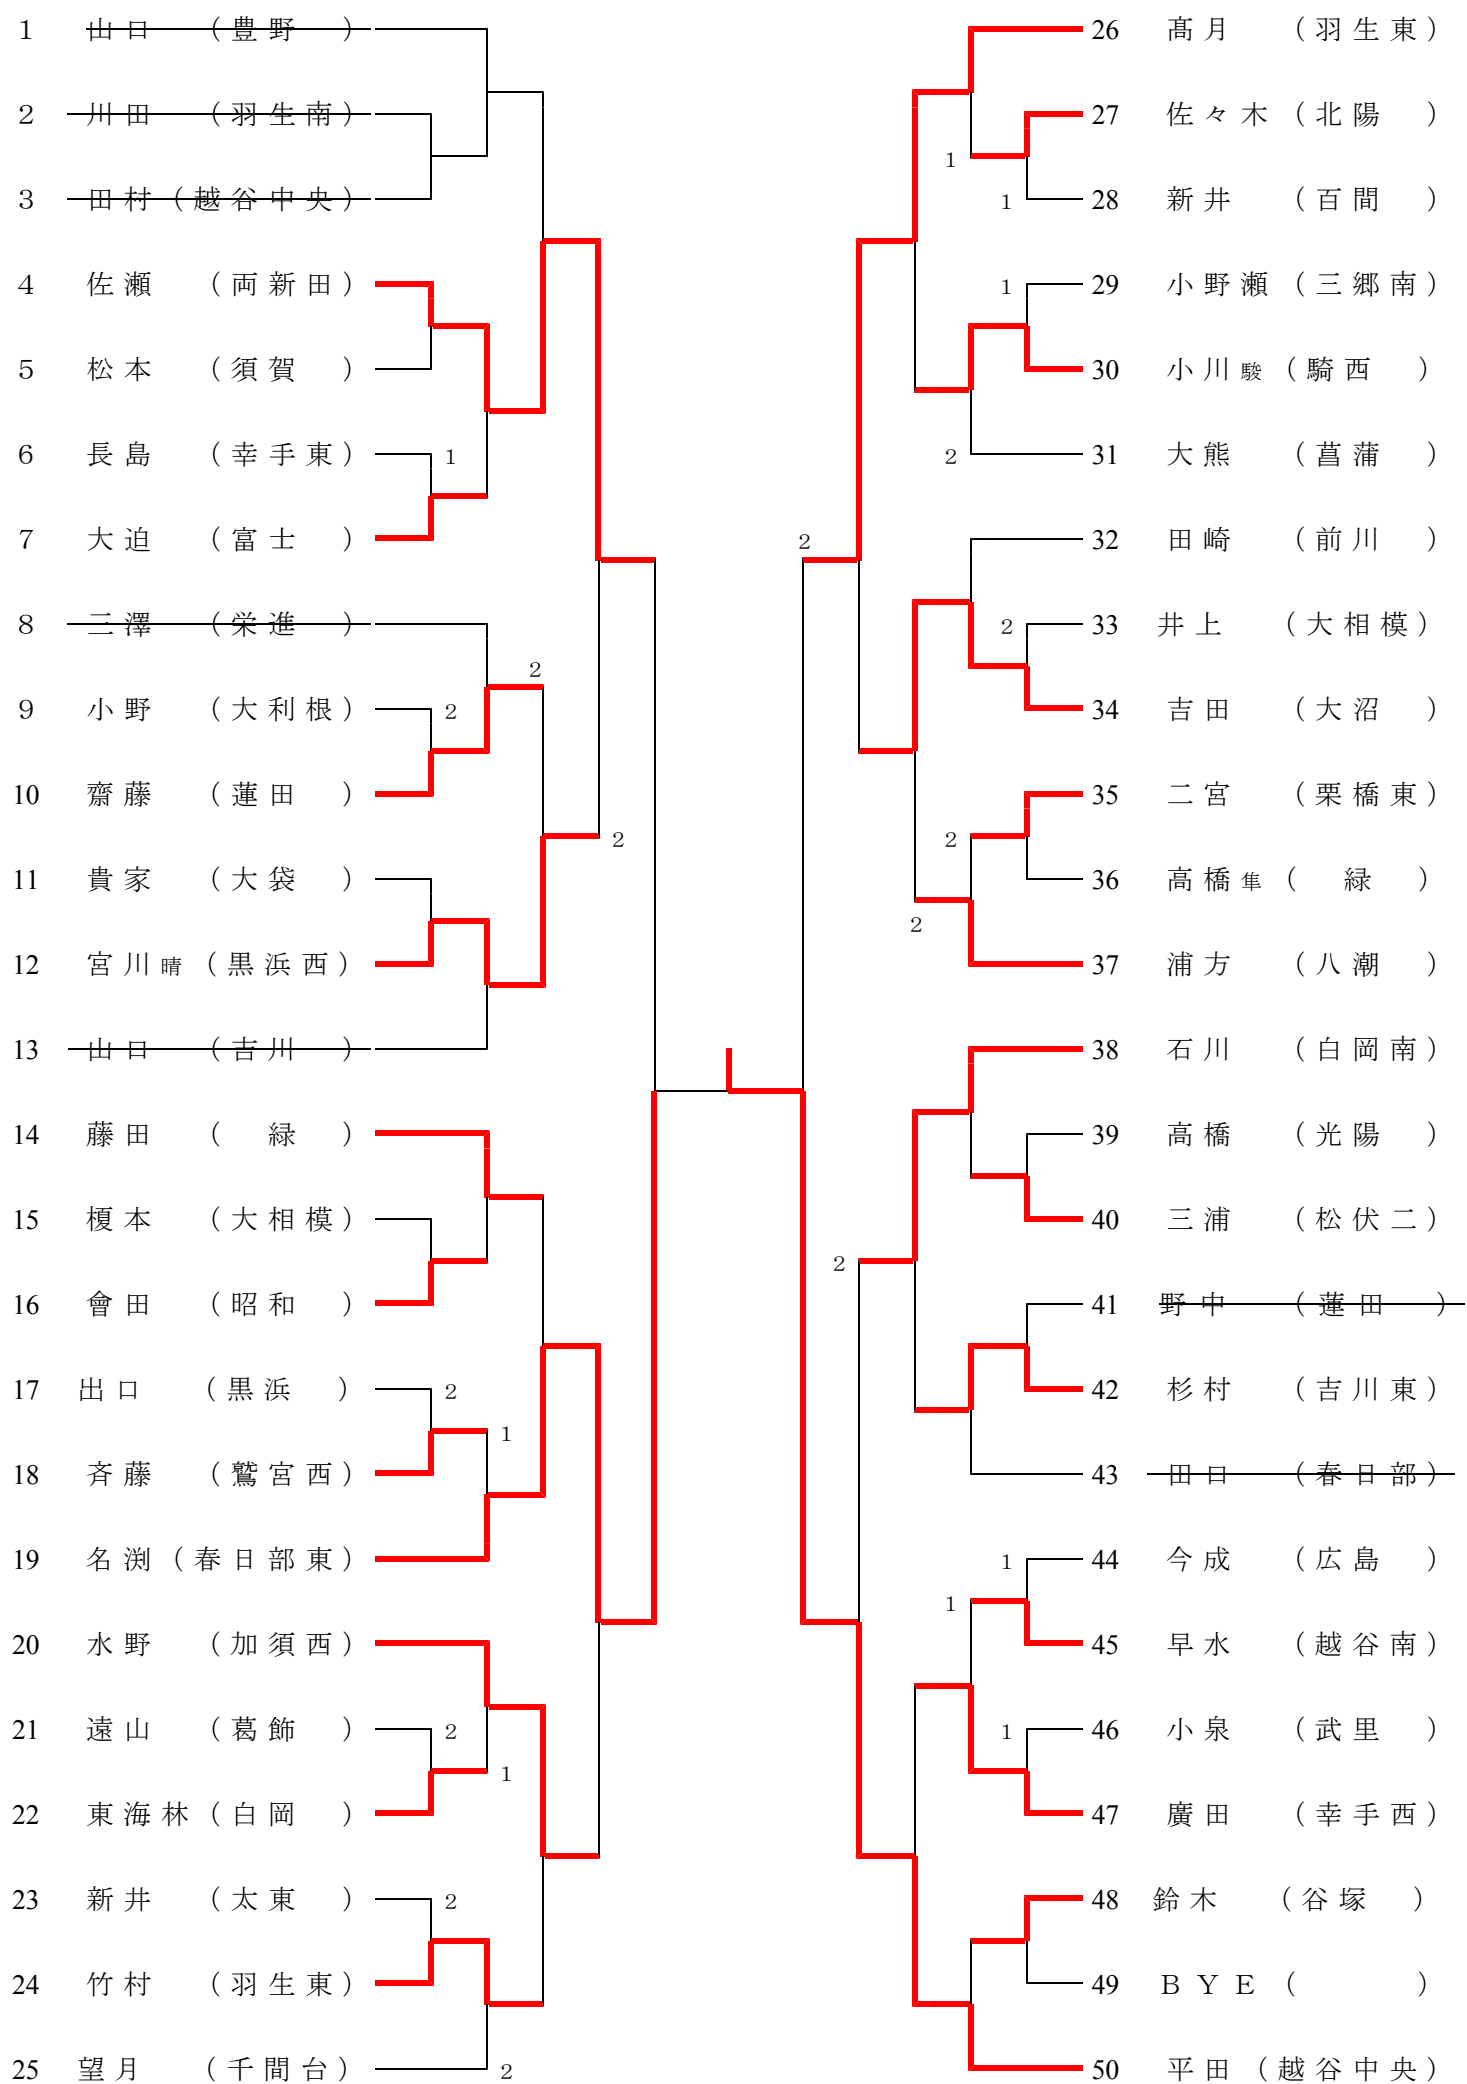 1 山口 （豊野 ）
2 川田 （羽生南）
3 田村（越谷中央）
4 佐瀬 （両新田）
5 松本 （須賀 ）
6 長島 （幸手東） 1
7 大迫 （富士 ）
8 三澤 （栄進 ）
2
9 小野 （大利根） 2
10 齋藤 （蓮田 ）
2
11 貴家 （大袋 ）
12 宮川晴（黒浜西）
13 山口 （吉川 ）
14 藤田 （ 緑 ）
15 榎本 （大相模）
16 會田 （昭和 ）
17 出口 （黒浜 ） 2
1
18 斉藤 （鷲宮西）
19 名渕（春日部東）
20 水野 （加須西）
21 遠山 （葛飾 ） 2
1
22 東海林（白岡 ）
23 新井 （太東 ） 2
24 竹村 （羽生東）
25 望月 （千間台） 2
26 髙月 （羽生東）
27 佐々木（北陽 ）
1
1 28 新井 （百間 ）
1 29 小野瀬（三郷南）
30 小川駿（騎西 ）
2 31 大熊 （菖蒲 ）
2 32 田崎 （前川 ）
2 33 井上 （大相模）
34 吉田 （大沼 ）
35 二宮 （栗橋東）
2
36 高橋隼（ 緑 ）
2
37 浦方 （八潮 ）
38 石川 （白岡南）
39 高橋 （光陽 ）
40 三浦 （松伏二）
2
41 野中 （蓮田 ）
42 杉村 （吉川東）
43 田口 （春日部）
1 44 今成 （広島 ）
1
45 早水 （越谷南）
1 46 小泉 （武里 ）
47 廣田 （幸手西）
48 鈴木 （谷塚 ）
49 ＢＹＥ（ ）
50 平田（越谷中央）